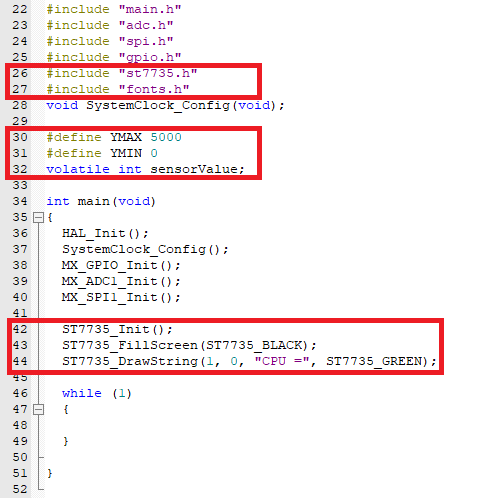 22 #include "main.h"
23 #include "adc.h"
24 #include "spi.h"
25 #include "gpio.h"
26 #include "st7735.h"
27 #include "fonts.h"
28 void SystemClock_Config(void);
29
30 #define YMAX 5000
31 #define YMIN 0
32 volatile int sensorValue;
33
34 int main(void)
35 {
36 HAL_Init();
37 SystemClock_Config();
38 MX_GPIO_Init();
39 MX_ADC1_Init();
40 MX_SPI1_Init();
41
42 ST7735_Init();
43 ST7735_FillScreen(ST7735_BLACK);
44 ST7735_DrawString(1, 0, "CPU =", ST7735_GREEN);
45
46 while (1)
47 {
48
49 }
50
51 }
52